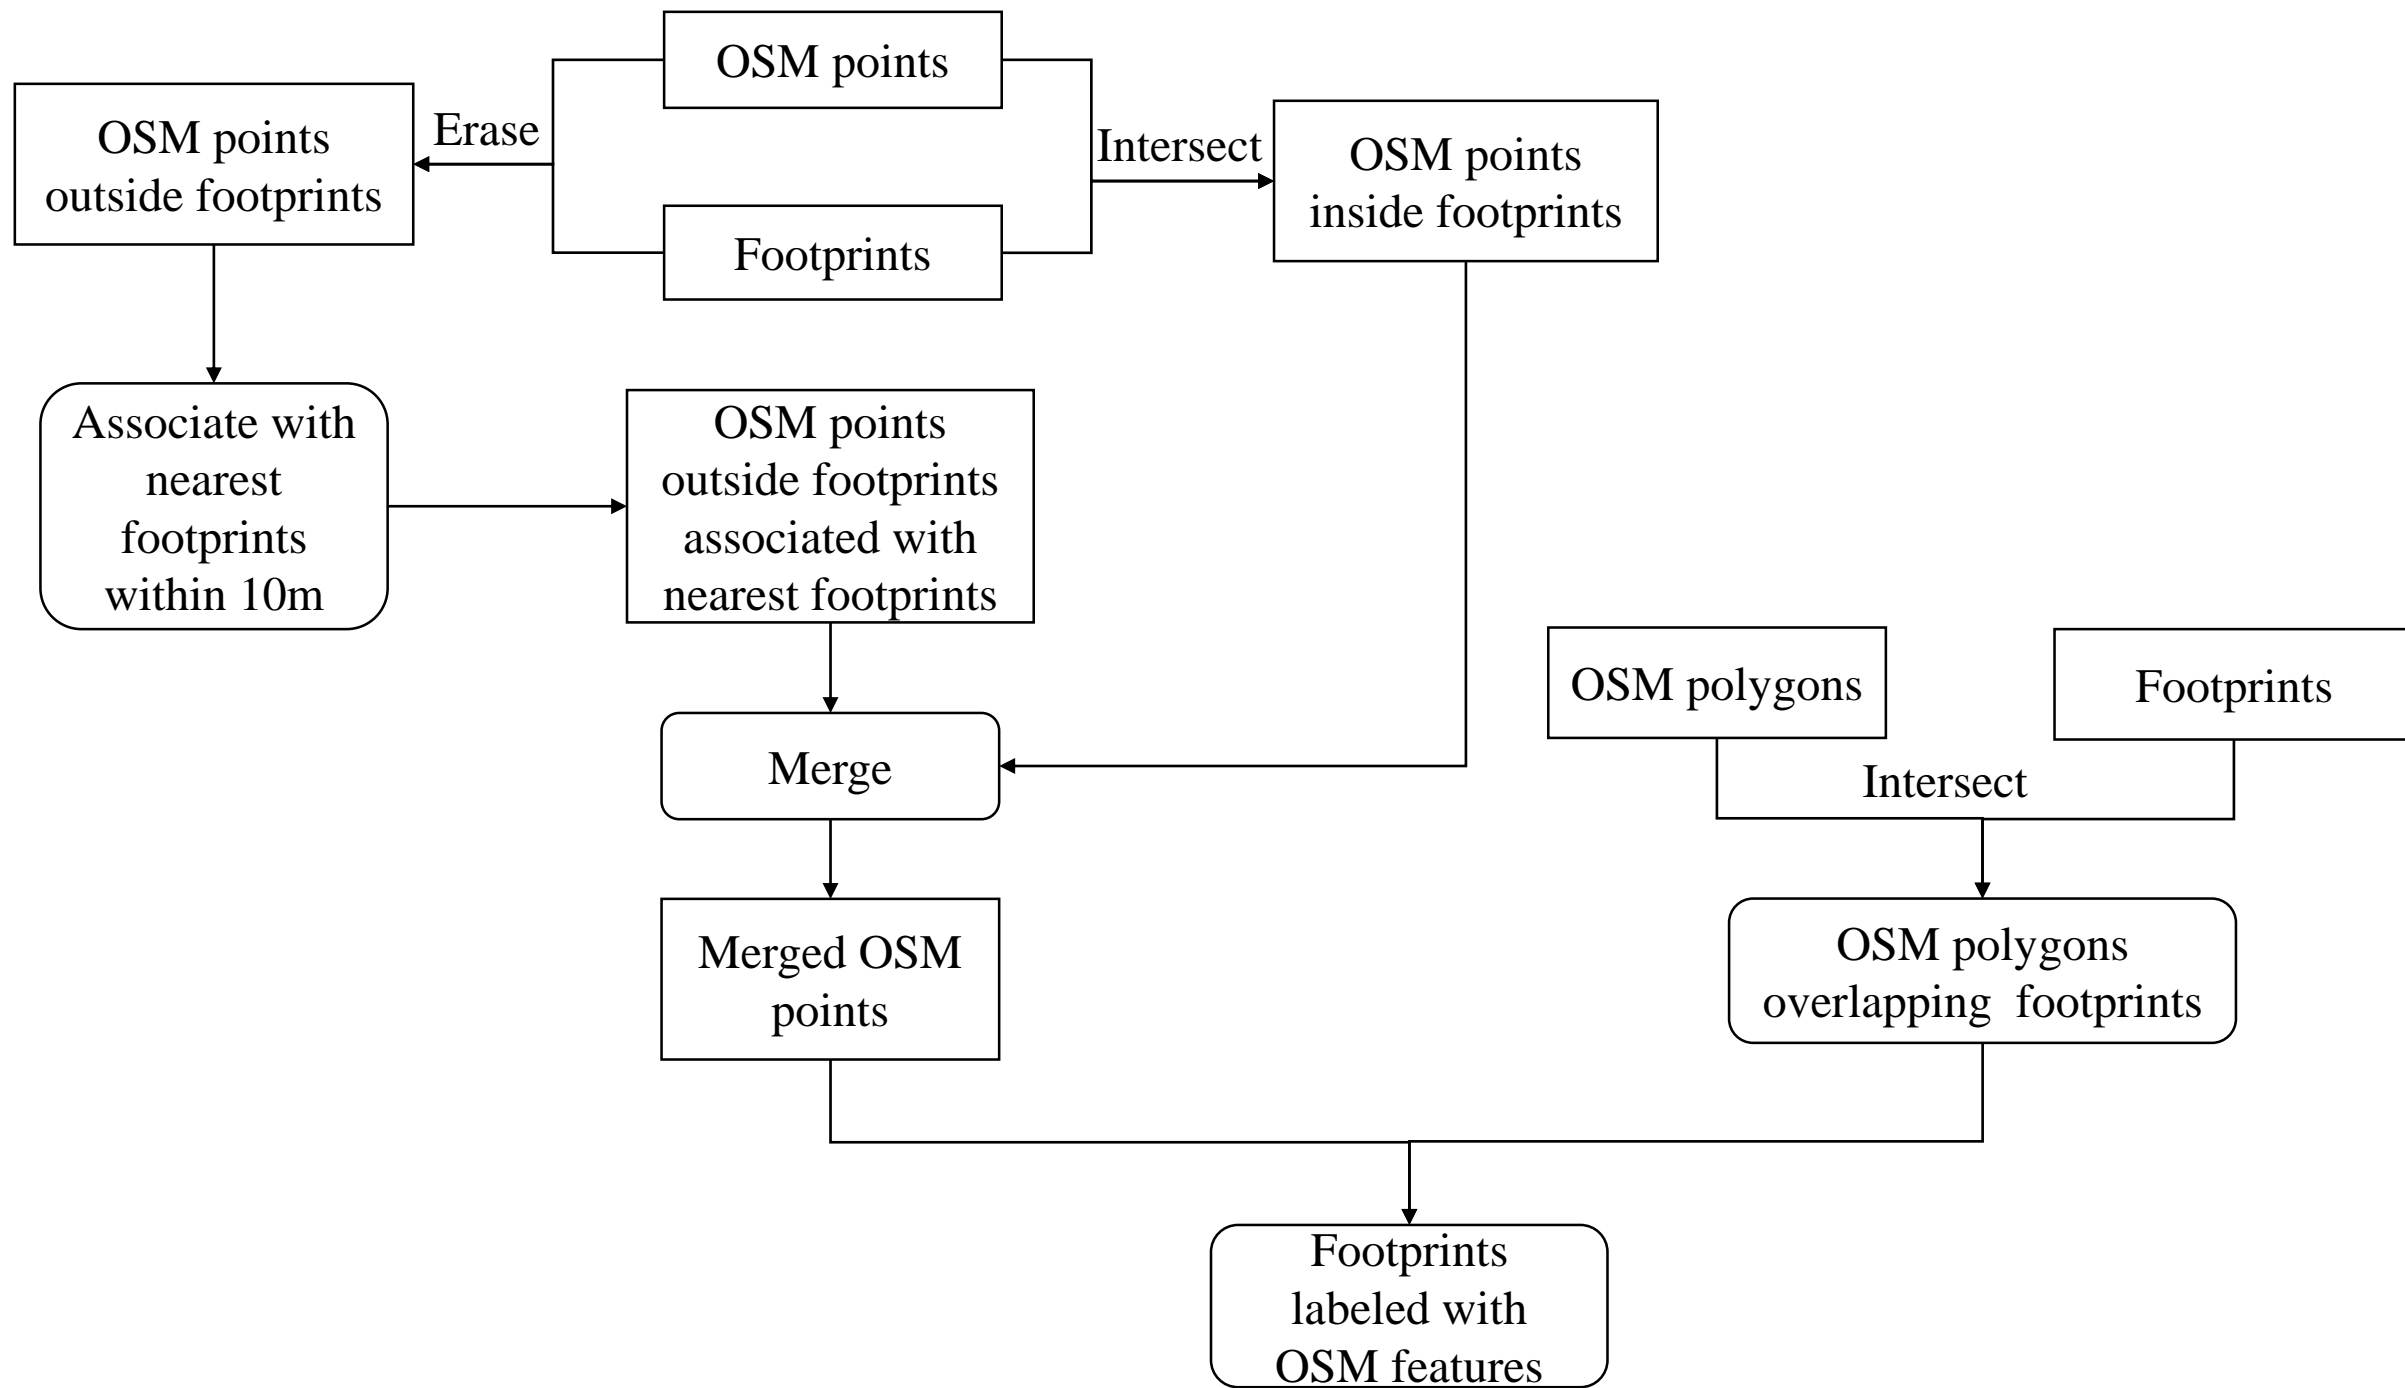 OSM points
OSM points
outside footprints
Erase
Intersect
OSM points
inside footprints
Footprints
Associate with
nearest
footprints
within 10m
OSM points
outside footprints
associated with
nearest footprints
OSM polygons
Footprints
Merge
Intersect
Merged OSM
points
OSM polygons
overlapping  footprints
Footprints
labeled with
OSM features